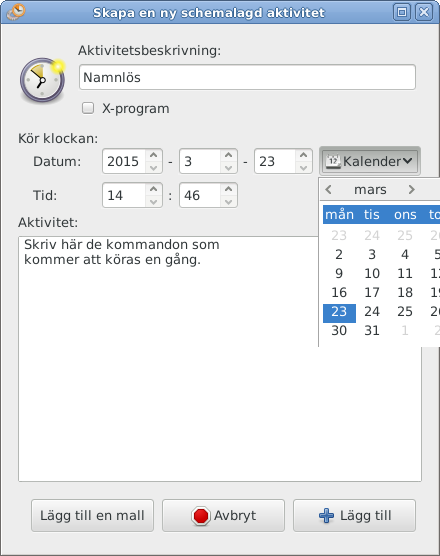 Skapa en ny schemalagd aktivitet
Aktivitetsbeskrivning:
Namnlös
X-program
Kör klockan:
Datum: 2015 - 3 - 23 Kalender
Tid: 14 : 46
mars
mån tis ons to
23 24 25
2 3 4 5
9 10 11 12
16 17 18 19
23 24 25 26
30 31 1 2
Aktivitet:
Skriv här de kommandon som
kommer att köras en gång.
Lägg till en mall Avbryt Lägg till